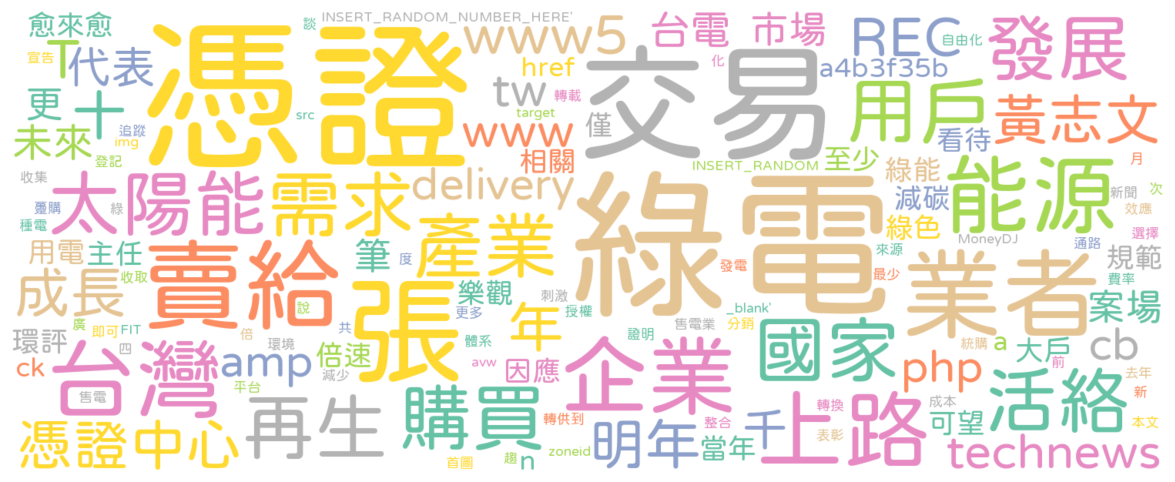 愈來愈
談
INSERT_RANDOM_NUMBER_HERE'
www5
台電
市場
REC
自由化
發展
宣告
T
代表
憑證
href
交易
化
a4b3f35b
更
十
tw
轉載
target
src
www
僅
用戶
黃志文
未來
追蹤
img
登記
相關
INSERT_RANDOM
至少
看待
月
收集
太陽能
需求
delivery
綠電
綠能
減碳
能源
新聞
次
躉購
綠
種電
產業
綠色
MoneyDJ
來源
通路
效應
選擇
用電
主任
賣給
筆
度
發電
最少
業者
規範
費率
成長
收取
說
張
樂觀
更多
刺激
授權
年
_blank'
案場
廣
即可
FIT
倍
共
體系
證明
售電業
分銷
國家
a
統購
大戶
cb
環評
四
環境
倍速
ck
台灣
amp
減少
avw
因應
企業
php
前
去年
新
售電
平台
再生
購買
轉供到
整合
轉換
上路
成本
活絡
可望
本文
憑證中心
首圖
趨
n
zoneid
明年
當年
千
表彰
technews